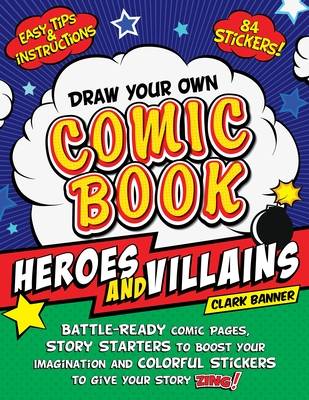 EASY TIPS
&
INSTRUCTIONS
84
STICKERS!
DRAW YOUR OWN
COMIC
BOOK
HEROES
AND
VILLAINS
CLARK BANNER
BATTLE-READY COMIC PAGES,
STORY STARTERS TO BOOST YOUR
IMAGINATION AND COLORFUL STICKERS
TO GIVE YOUR STORY ZING!